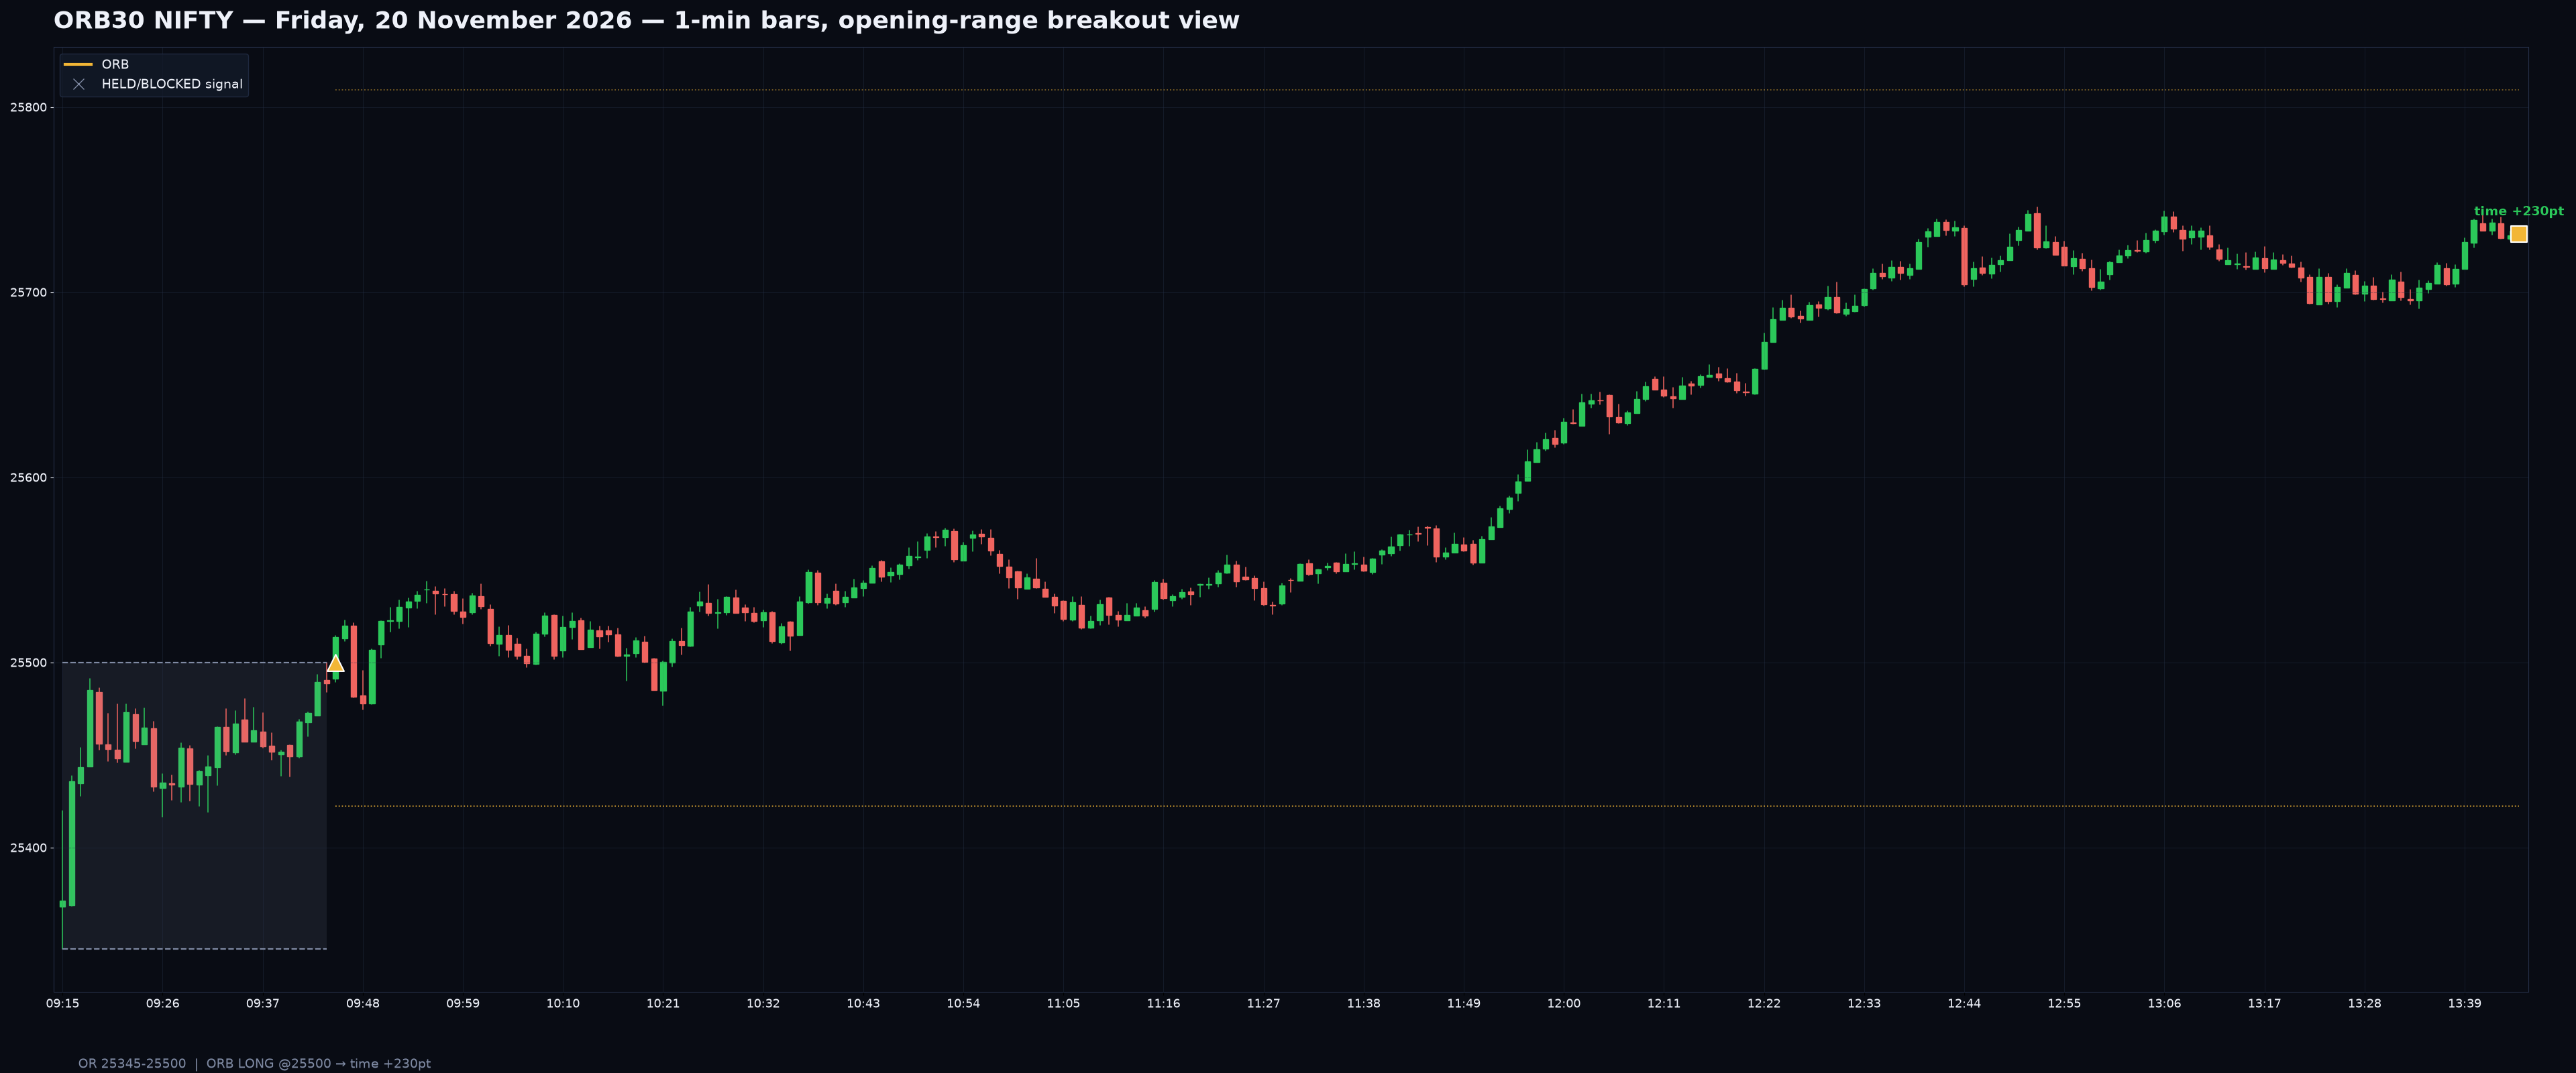 ORB30 NIFTY — Friday, 20 November 2026 — 1-min bars, opening-range breakout view
ORB
HELD/BLOCKED signal
25800
25700
25600
25500
25400
time +230pt
09:15 09:26 09:37 09:48 09:59 10:10 10:21 10:32 10:43 10:54 11:05 11:16 11:27 11:38 11:49 12:00 12:11 12:22 12:33 12:44 12:55 13:06 13:17 13:28 13:39
OR 25345-25500 | ORB LONG @25500 → time +230pt